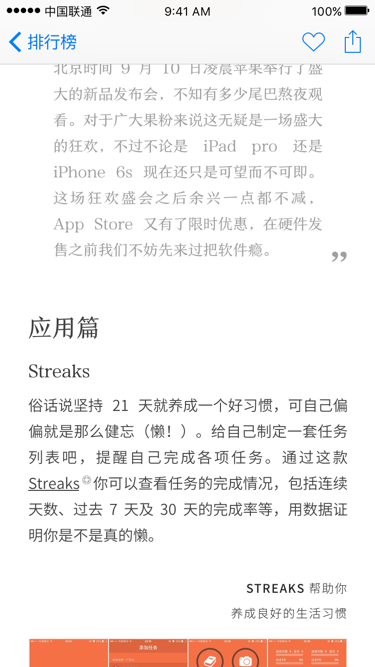 中国联通
9:41 AM
100%
排行榜
北京时间 9 月 10 日凌晨苹果举行了盛
大的新品发布会，不知有多少尾巴熬夜观
看。对于广大果粉来说这无疑是一场盛大
的狂欢，不过不论是 iPad pro 还是
iPhone 6s 现在还只是可望而不可即。
这场狂欢盛会之后余兴一点都不减，
App Store 又有了限时优惠，在硬件发
售之前我们不妨先来过把软件瘾。
”
应用篇
Streaks
俗话说坚持 21 天就养成一个好习惯，可自己偏
偏就是那么健忘（懒！）。给自己制定一套任务
列表吧，提醒自己完成各项任务。通过这款
Streaks 你可以查看任务的完成情况，包括连续
天数、过去 7 天及 30 天的完成率等，用数据证
明你是不是真的懒。
STREAKS 帮助你
养成良好的生活习惯
添加任务